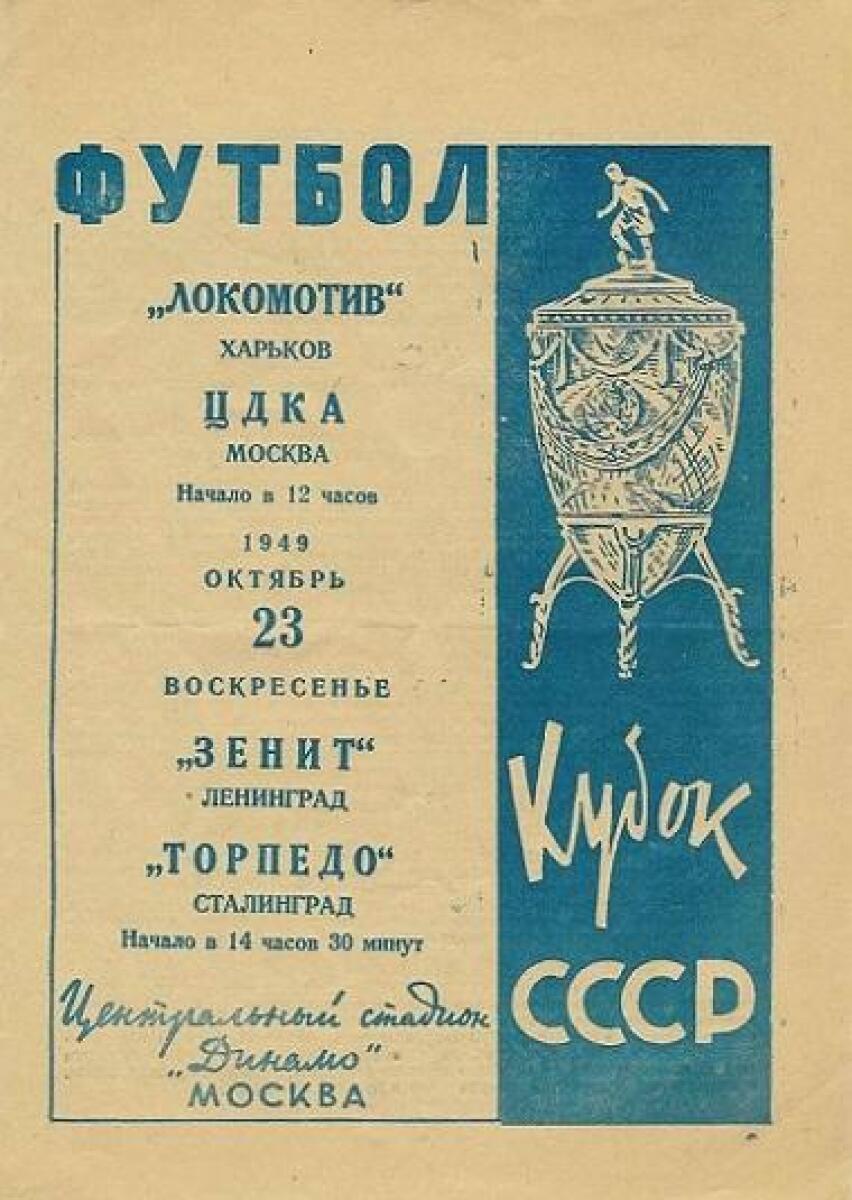 ФУТБОЛ
„ЛОКОМОТИВ“
ХАРЬКОВ
ЦДКА
МОСКВА
Начало в 12 часов
1949
ОКТЯБРЬ
23
ВОСКРЕСЕНЬЕ
„ЗЕНИТ“
ЛЕНИНГРАД
„ТОРПЕДО“
СТАЛИНГРАД
Начало в 14 часов 30 минут
Центральный стадион
„Динамо“
МОСКВА
Кубок
СССР